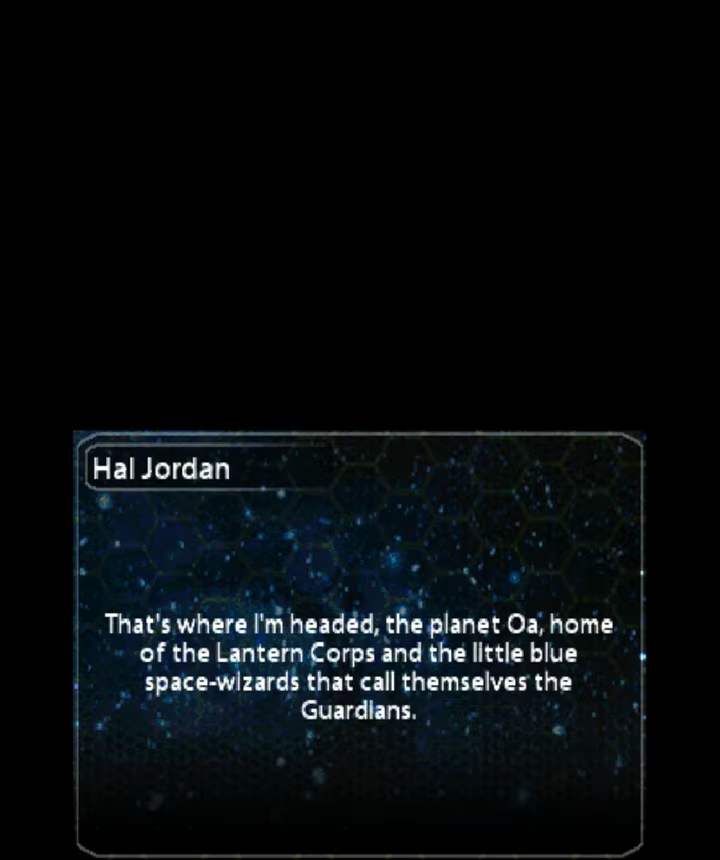 Hal Jordan
That's where I'm headed, the planet Oa, home
of the Lantern Corps and the little blue
space-wizards that call themselves the
Guardians.